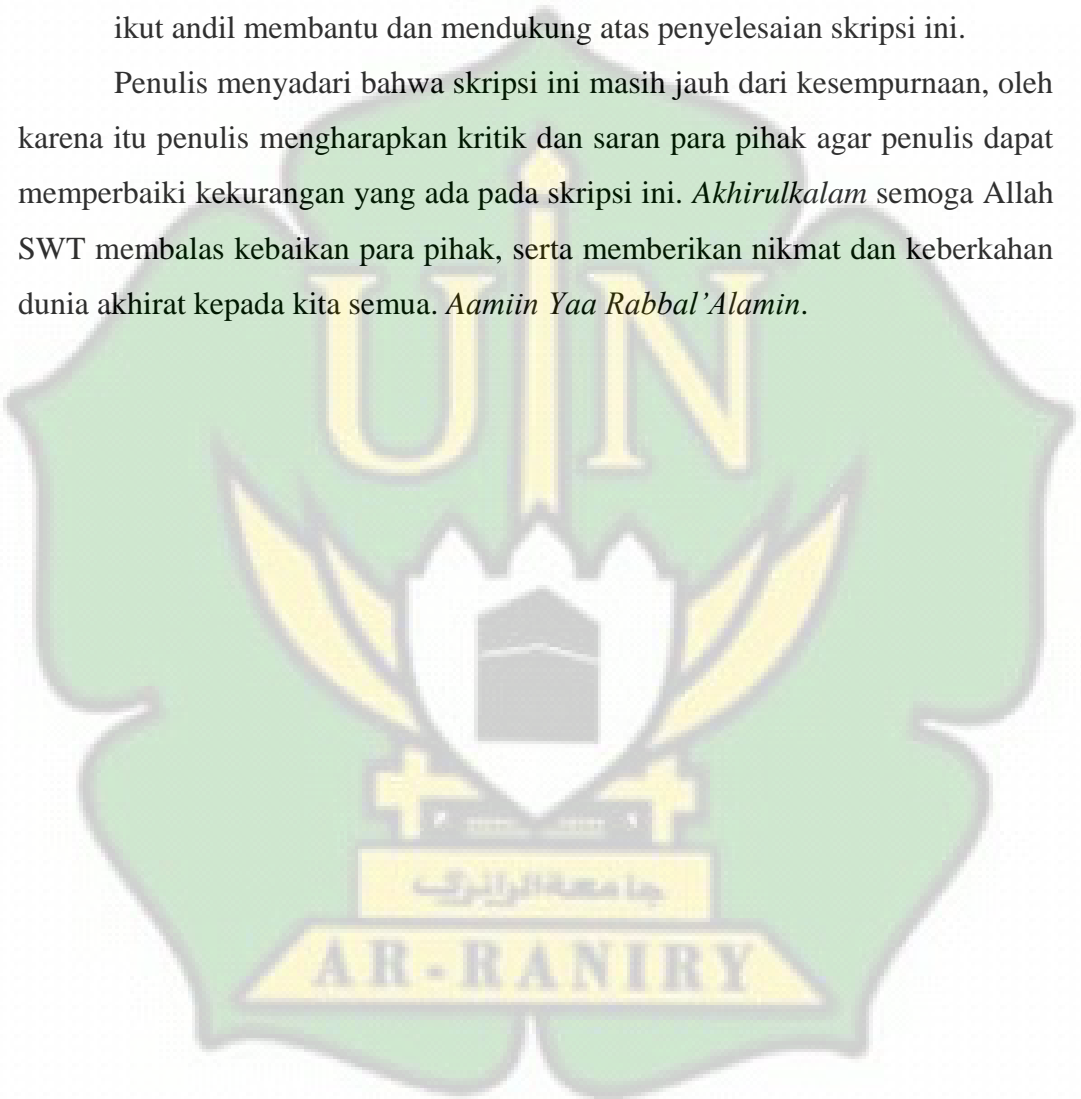 ikut andil membantu dan mendukung atas penyelesaian skripsi ini.
Penulis menyadari bahwa skripsi ini masih jauh dari kesempurnaan, oleh
karena itu penulis mengharapkan kritik dan saran para pihak agar penulis dapat
memperbaiki kekurangan yang ada pada skripsi ini. Akhirulkalam semoga Allah
SWT membalas kebaikan para pihak, serta memberikan nikmat dan keberkahan
dunia akhirat kepada kita semua. Aamiin Yaa Rabbal’Alamin.
UIN
جامعة الرانري
AR-RANIRY